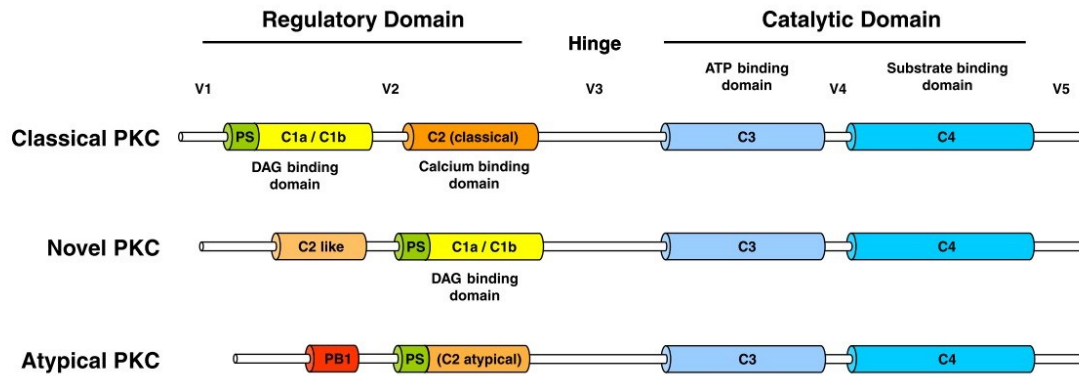 Regulatory Domain
Catalytic Domain
Hinge
ATP binding
domain
Substrate binding
domain
V1
V2
V3
V4
V5
Classical PKC
PS
C1a / C1b
C2 (classical)
C3
C4
DAG binding
domain
Calcium binding
domain
Novel PKC
C2 like
PS
C1a / C1b
C3
C4
DAG binding
domain
Atypical PKC
PB1
PS
(C2 atypical)
C3
C4